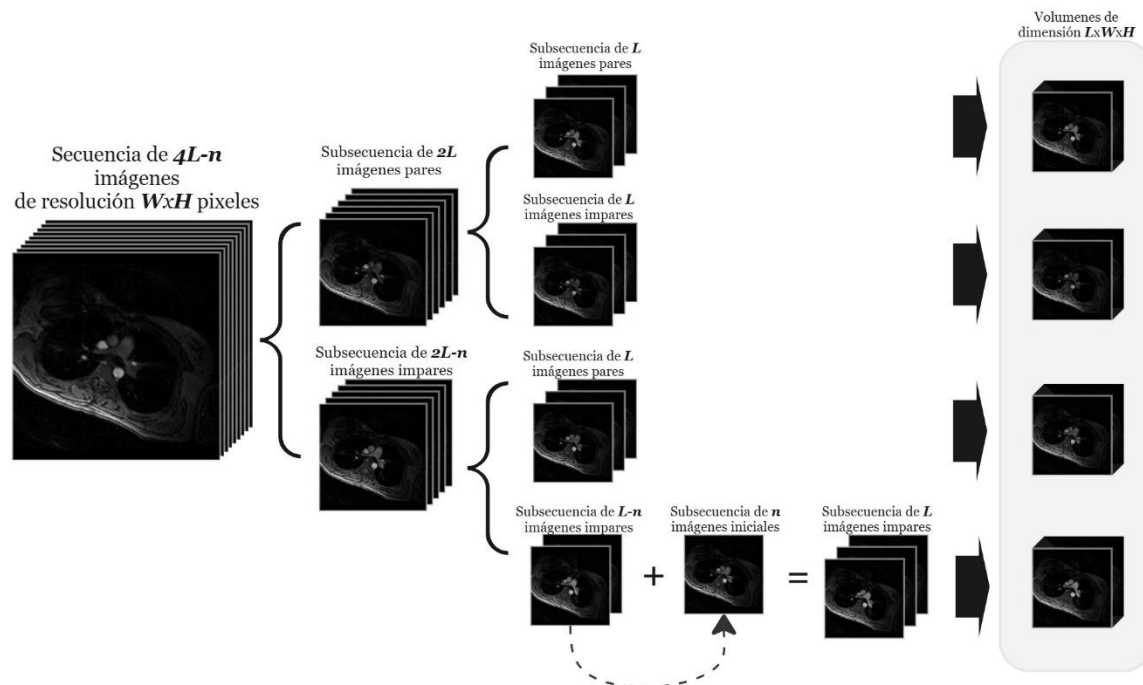 Volumenes de
dimensión LxWxH
Subsecuencia de L
imágenes pares
Secuencia de 4L-n
imágenes
de resolución WxH pixeles
Subsecuencia de 2L
imágenes pares
Subsecuencia de L
imágenes impares
Subsecuencia de 2L-n
imágenes impares
Subsecuencia de L
imágenes pares
Subsecuencia de L-n
imágenes impares
+
Subsecuencia de n
imágenes iniciales
=
Subsecuencia de L
imágenes impares